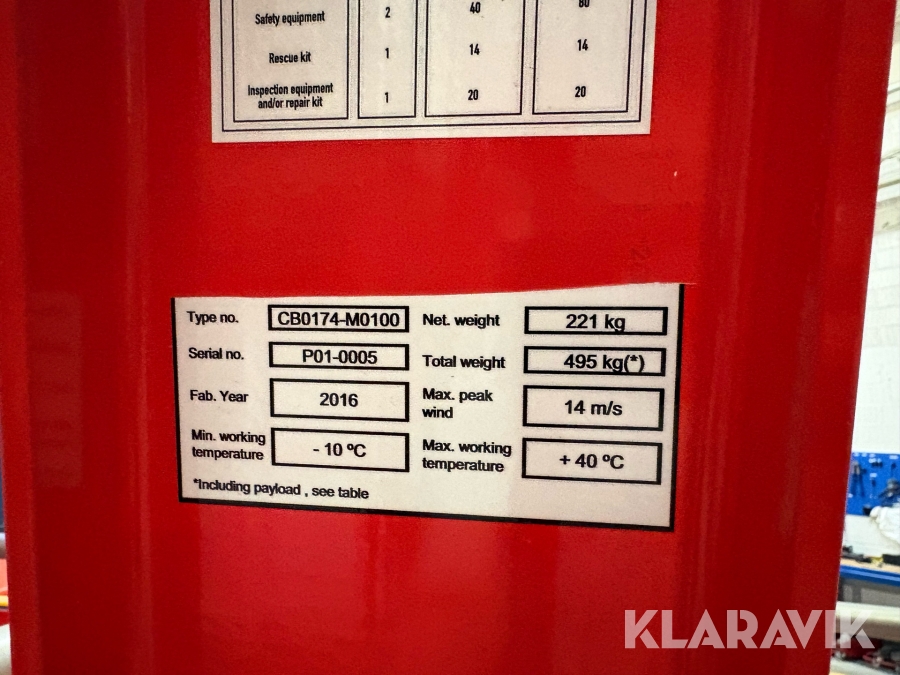 Safety equipment 2 40 80
Rescue kit 1 14 14
Inspection equipment
and/or repair kit 1 20 20
Type no. CB0174-M0100 Net. weight 221 kg
Serial no. P01-0005 Total weight 495 kg(*)
Fab. Year 2016 Max. peak
wind 14 m/s
Min. working
temperature - 10 ºC Max. working
temperature + 40 ºC
*Including payload , see table
KLARAVIK